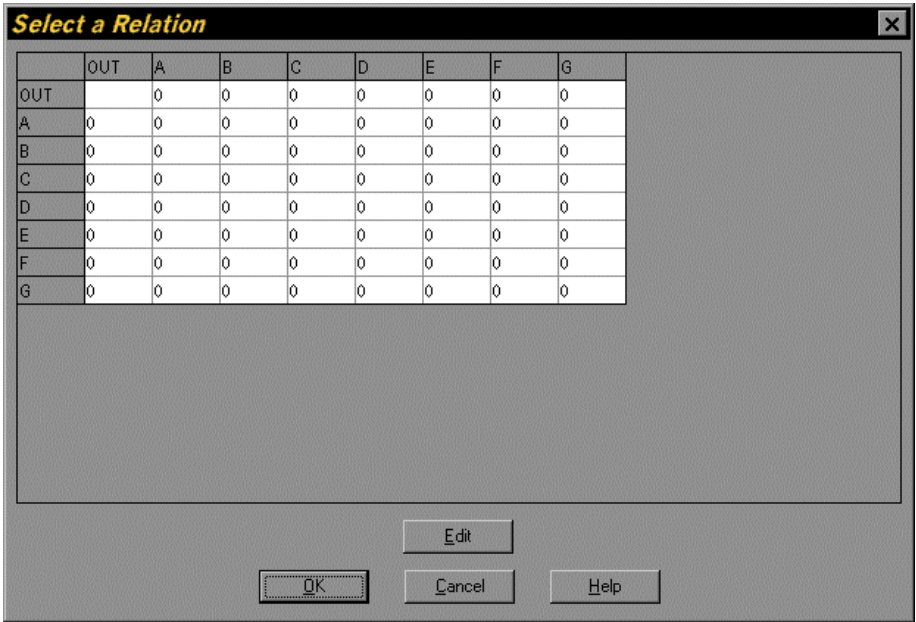 Select a Relation
OUT A B C D E F G
OUT 0 0 0 0 0 0 0
A 0 0 0 0 0 0 0 0
B 0 0 0 0 0 0 0 0
C 0 0 0 0 0 0 0 0
D 0 0 0 0 0 0 0 0
E 0 0 0 0 0 0 0 0
F 0 0 0 0 0 0 0 0
G 0 0 0 0 0 0 0 0
Edit
OK Cancel Help